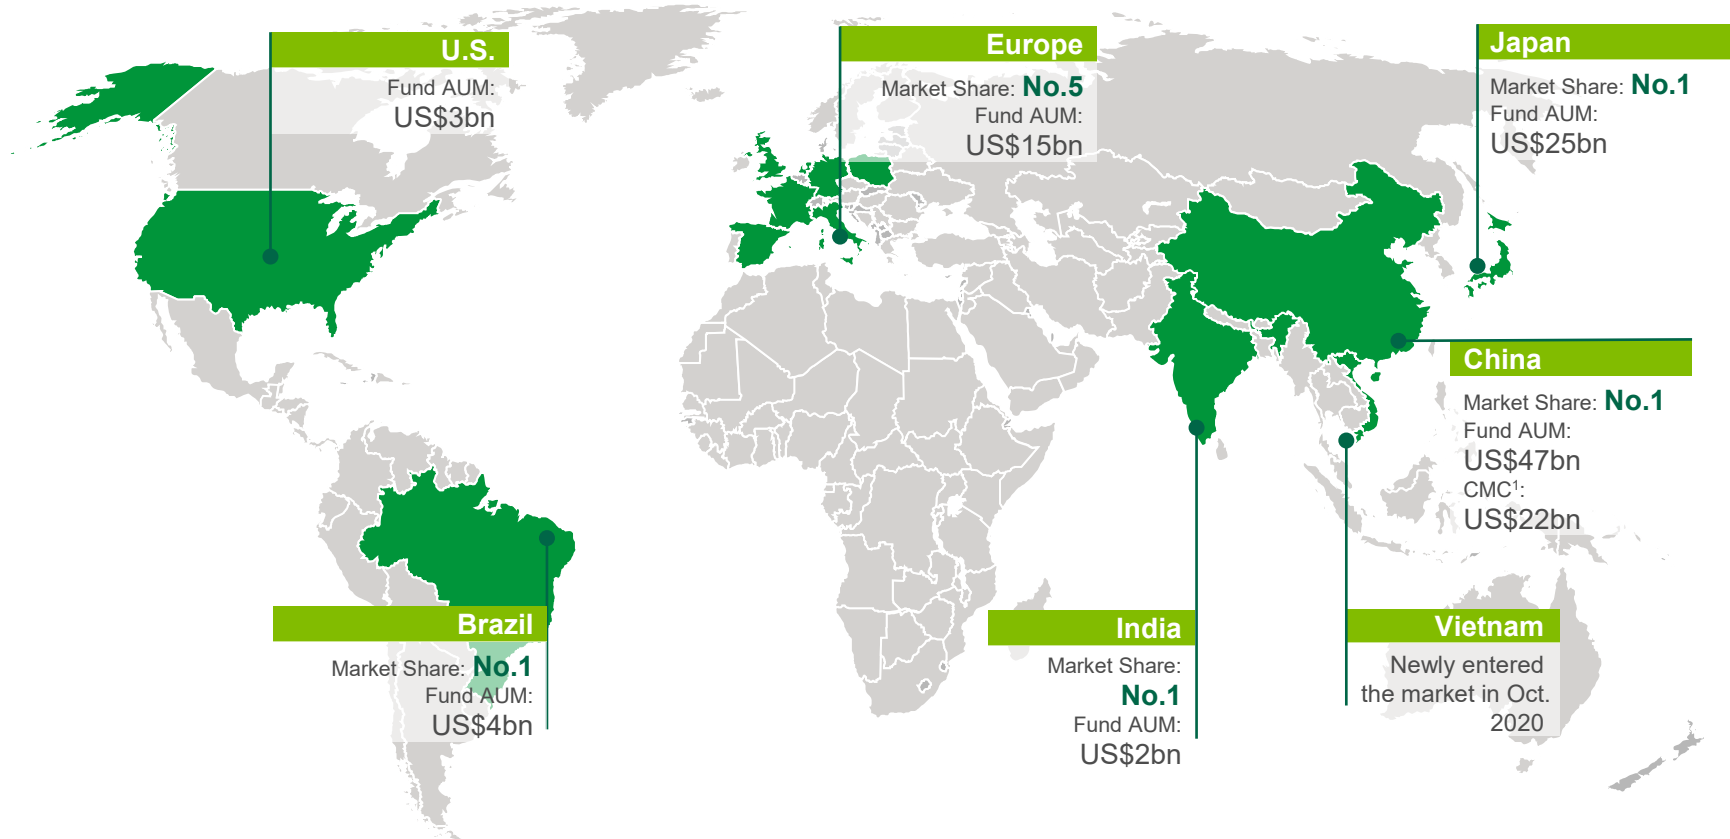 U.S.
Fund AUM:
US$3bn
Europe
Market Share: No.5
Fund AUM:
US$15bn
Japan
Market Share: No.1
Fund AUM:
US$25bn
China
Market Share: No.1
Fund AUM:
US$47bn
CMC¹:
US$22bn
Brazil
Market Share: No.1
Fund AUM:
US$4bn
India
Market Share:
No.1
Fund AUM:
US$2bn
Vietnam
Newly entered
the market in Oct.
2020